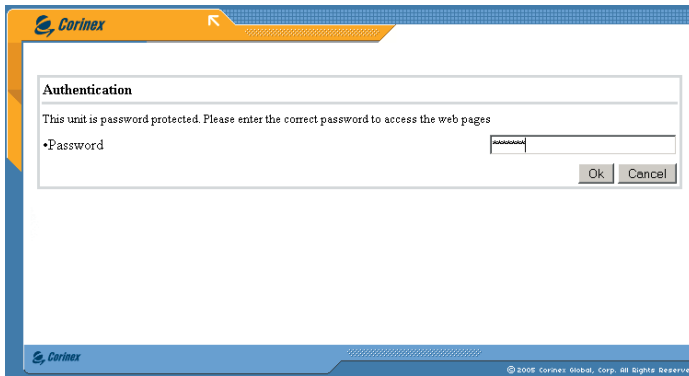 Corinex
Authentication
This unit is password protected. Please enter the correct password to access the web pages
•Password
*******
Ok Cancel
Corinex
© 2005 Corinex Global, Corp. All Rights Reserve